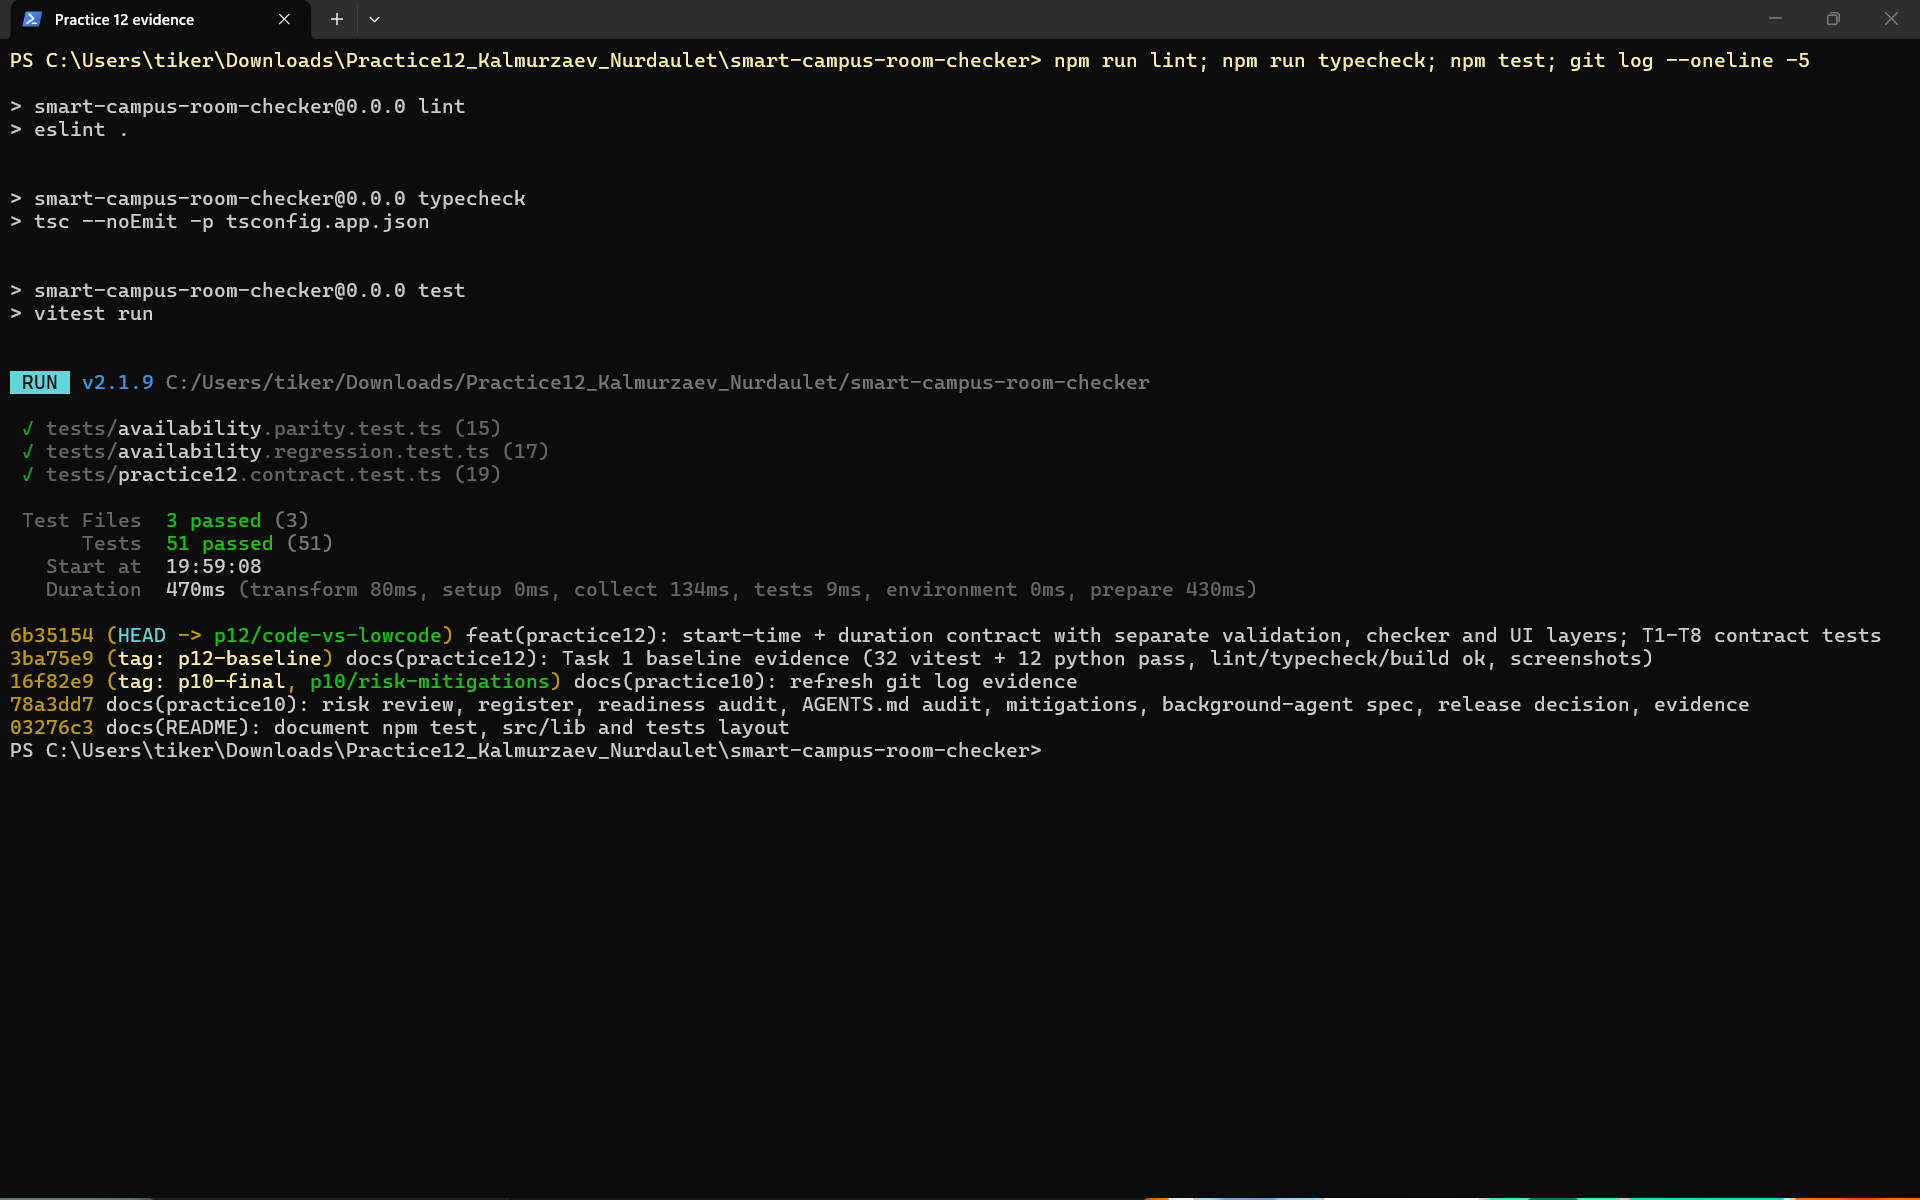 Practice 12 evidence
PS C:\Users\tiker\Downloads\Practice12_Kalmurzaev_Nurdaulet\smart-campus-room-checker> npm run lint; npm run typecheck; npm test; git log --oneline -5
> smart-campus-room-checker@0.0.0 lint
> eslint .
> smart-campus-room-checker@0.0.0 typecheck
> tsc --noEmit -p tsconfig.app.json
> smart-campus-room-checker@0.0.0 test
> vitest run
RUN v2.1.9 C:/Users/tiker/Downloads/Practice12_Kalmurzaev_Nurdaulet/smart-campus-room-checker
√ tests/availability.parity.test.ts (15)
√ tests/availability.regression.test.ts (17)
√ tests/practice12.contract.test.ts (19)
Test Files 3 passed (3)
Tests 51 passed (51)
Start at 19:59:08
Duration 470ms (transform 80ms, setup 0ms, collect 134ms, tests 9ms, environment 0ms, prepare 430ms)
6b35154 (HEAD -> p12/code-vs-lowcode) feat(practice12): start-time + duration contract with separate validation, checker and UI layers; T1-T8 contract tests
3ba75e9 (tag: p12-baseline) docs(practice12): Task 1 baseline evidence (32 vitest + 12 python pass, lint/typecheck/build ok, screenshots)
16f82e9 (tag: p10-final, p10/risk-mitigations) docs(practice10): refresh git log evidence
78a3dd7 docs(practice10): risk review, register, readiness audit, AGENTS.md audit, mitigations, background-agent spec, release decision, evidence
03276c3 docs(README): document npm test, src/lib and tests layout
PS C:\Users\tiker\Downloads\Practice12_Kalmurzaev_Nurdaulet\smart-campus-room-checker>